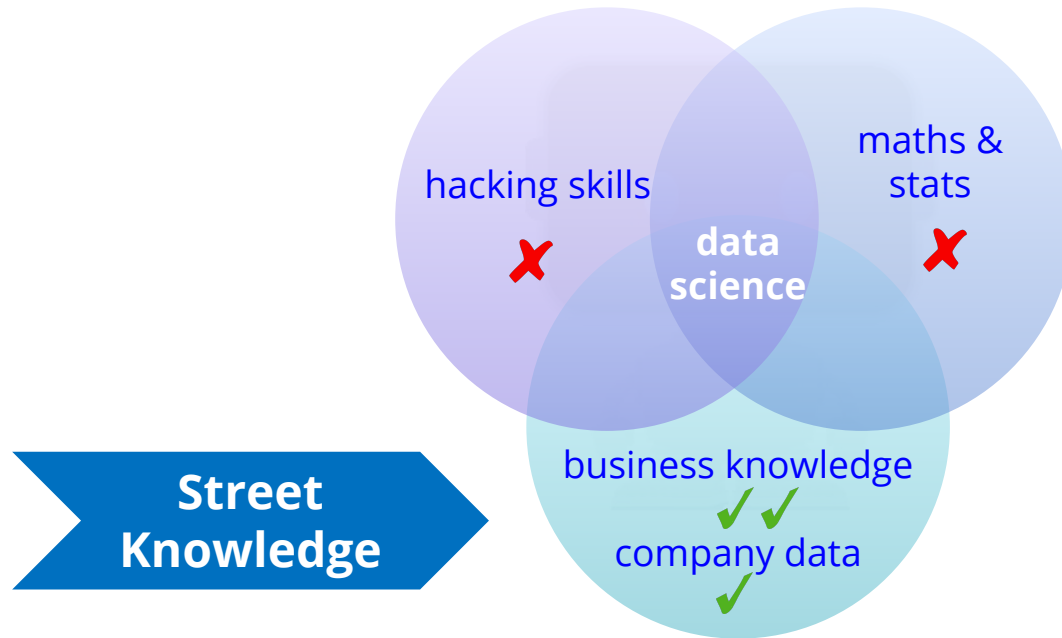 hacking skills
maths &
stats
data
science
business knowledge
company data
Street
Knowledge